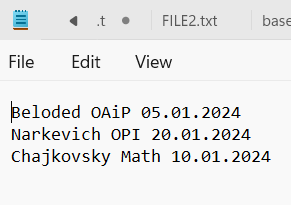 .t FILE2.txt base
File Edit View
Beloded OAiP 05.01.2024
Narkevich OPI 20.01.2024
Chajkovsky Math 10.01.2024